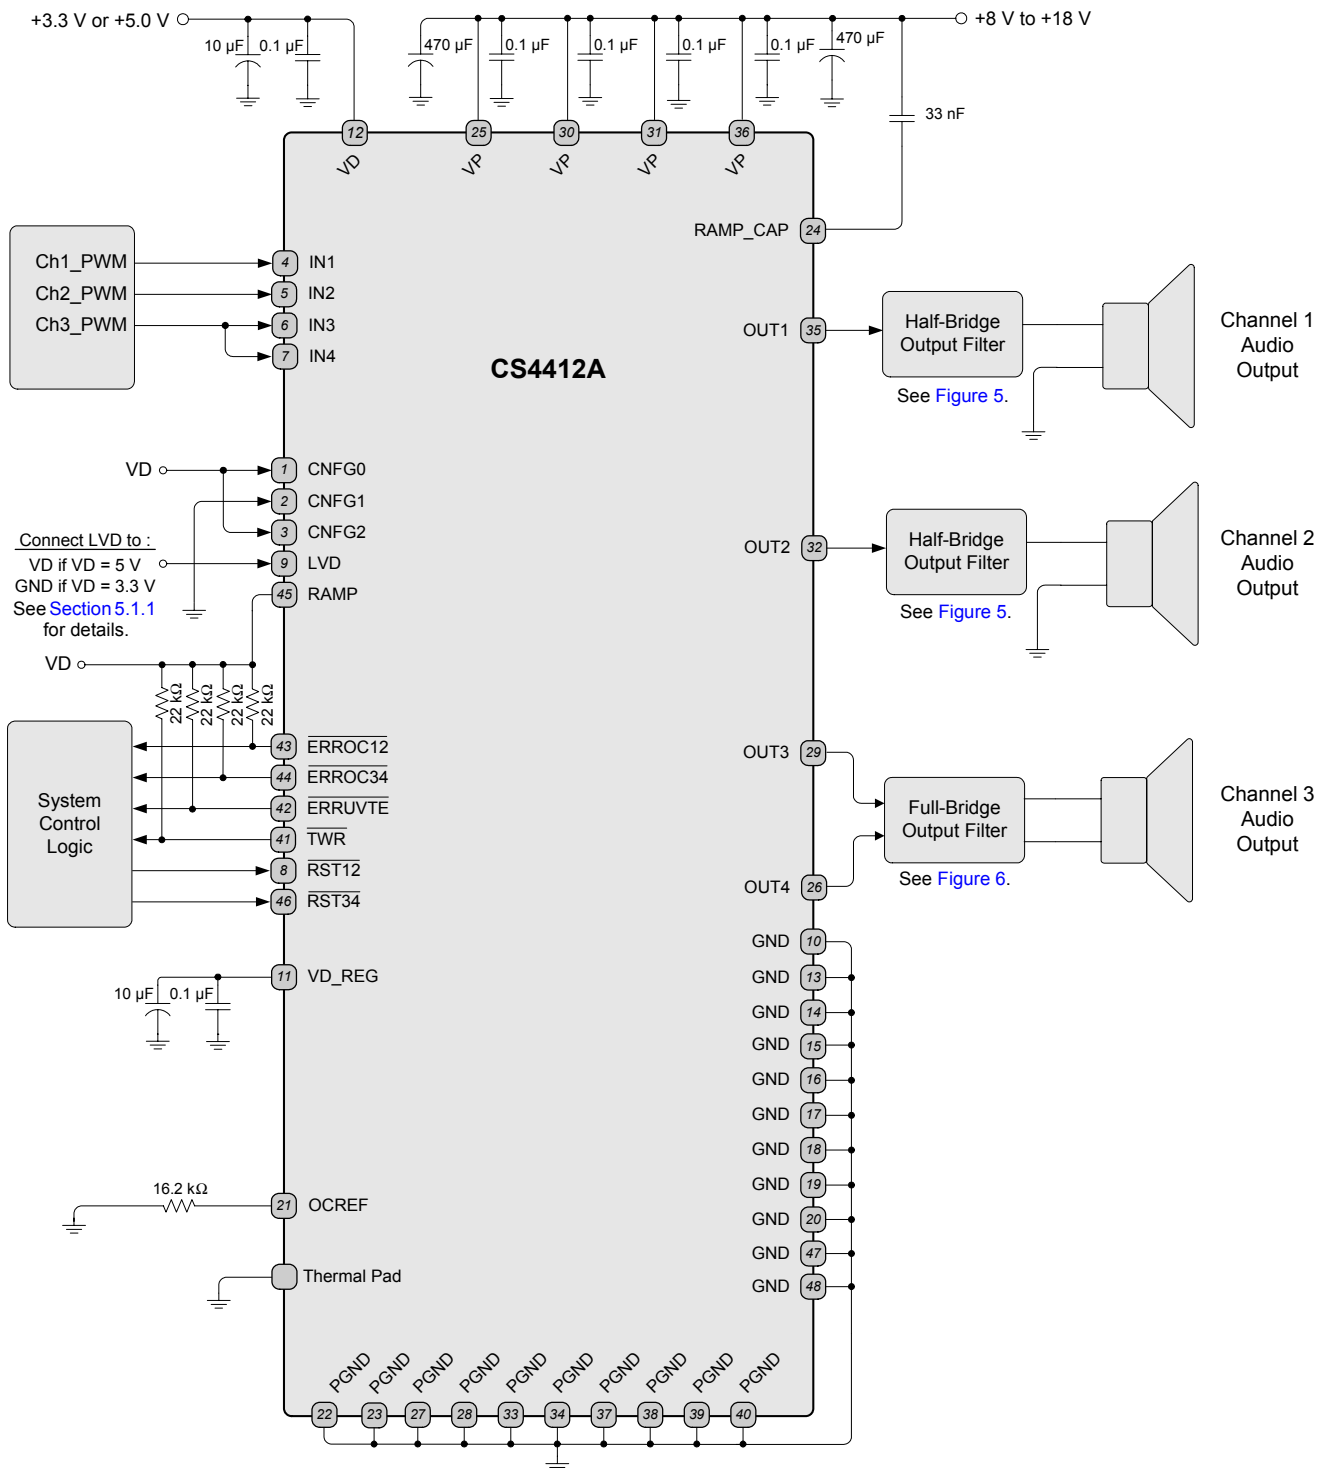 +3.3 V or +5.0 V
+8 V to +18 V
10 µF
0.1 µF
470 µF
0.1 µF
0.1 µF
0.1 µF
0.1 µF
470 µF
33 nF
12
25
30
31
36
VD
VP
VP
VP
VP
RAMP_CAP
24
Ch1_PWM
Ch2_PWM
Ch3_PWM
4
IN1
5
IN2
6
IN3
7
IN4
CS4412A
OUT1
35
Half-Bridge
Output Filter
See Figure 5.
Channel 1
Audio
Output
VD
1
CNFG0
2
CNFG1
3
CNFG2
9
LVD
45
RAMP
Connect LVD to :
VD if VD = 5 V
GND if VD = 3.3 V
See Section 5.1.1
for details.
OUT2
32
Half-Bridge
Output Filter
See Figure 5.
Channel 2
Audio
Output
VD
22 kΩ
22 kΩ
22 kΩ
22 kΩ
System
Control
Logic
43
ERROC12
44
ERROC34
42
ERRUVTE
41
TWR
8
RST12
46
RST34
OUT3
29
OUT4
26
Full-Bridge
Output Filter
See Figure 6.
Channel 3
Audio
Output
10 µF
0.1 µF
11
VD_REG
GND
10
GND
13
GND
14
GND
15
GND
16
GND
17
GND
18
GND
19
GND
20
GND
47
GND
48
16.2 kΩ
21
OCREF
Thermal Pad
PGND
PGND
PGND
PGND
PGND
PGND
PGND
PGND
PGND
PGND
22
23
27
28
33
34
37
38
39
40